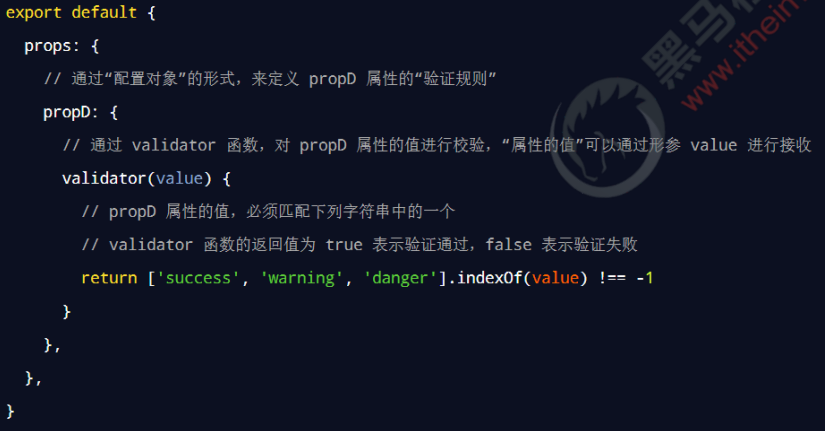 export default {
  props: {
    // 通过“配置对象”的形式，来定义 propD 属性的“验证规则”
    propD: {
      // 通过 validator 函数，对 propD 属性的值进行校验，“属性的值”可以通过形参 value 进行接收
      validator(value) {
        // propD 属性的值，必须匹配下列字符串中的一个
        // validator 函数的返回值为 true 表示验证通过，false 表示验证失败
        return ['success', 'warning', 'danger'].indexOf(value) !== -1
      }
    },
  },
}
黑马
www.itheim